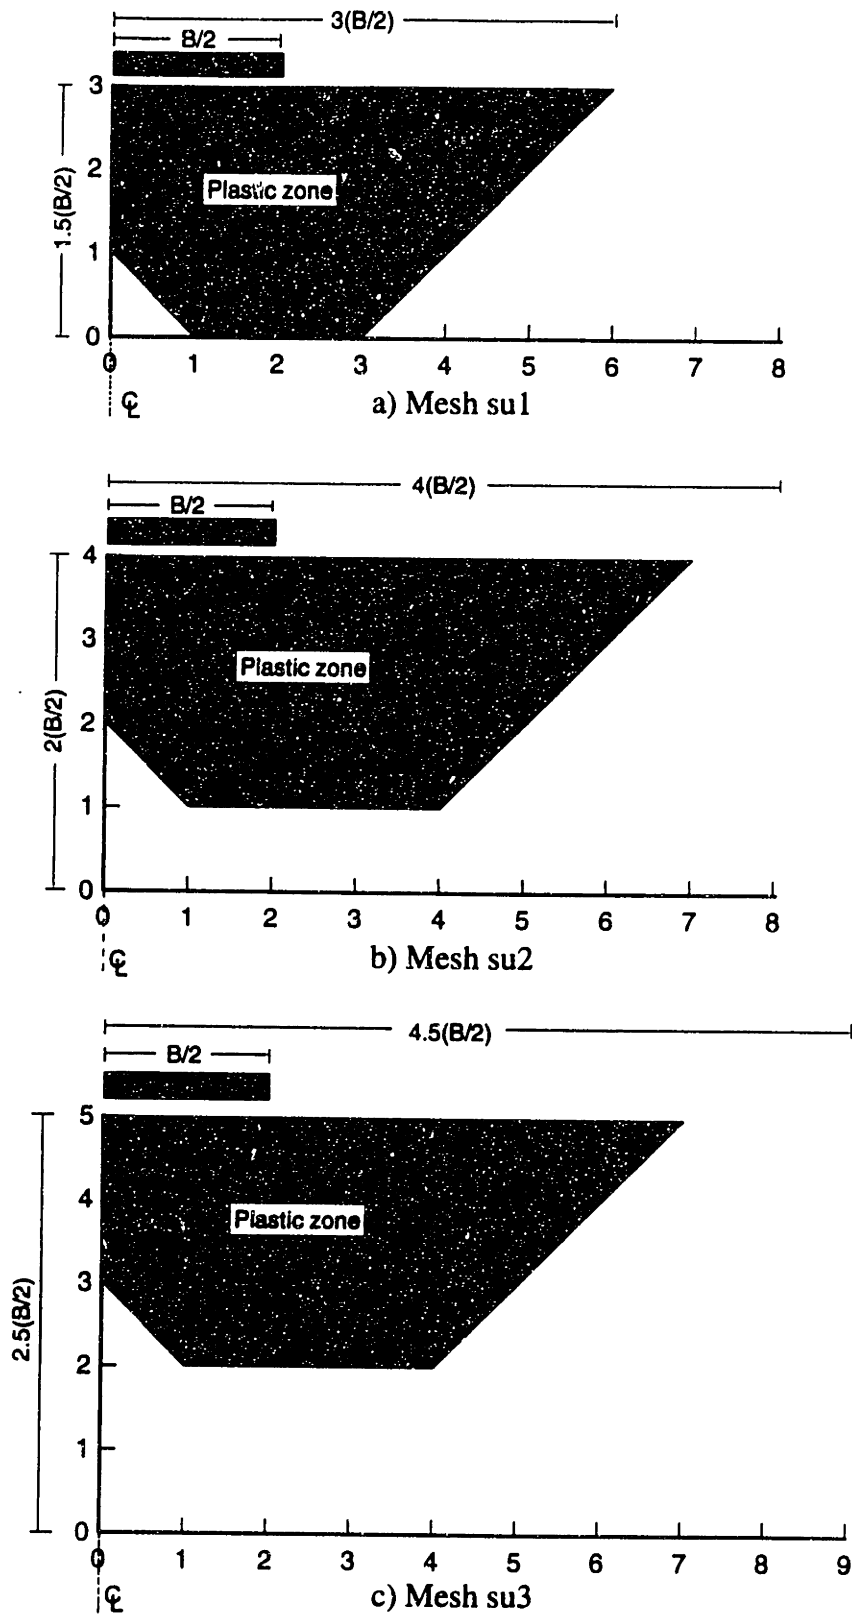 3(B/2)
B/2
3
2
1
0
1.5(B/2)
Plastic zone
0 1 2 3 4 5 6 7 8
℄
a) Mesh su1
4(B/2)
B/2
4
3
2
1
0
2(B/2)
Plastic zone
0 1 2 3 4 5 6 7 8
℄
b) Mesh su2
4.5(B/2)
B/2
5
4
3
2
1
0
2.5(B/2)
Plastic zone
0 1 2 3 4 5 6 7 8 9
℄
c) Mesh su3